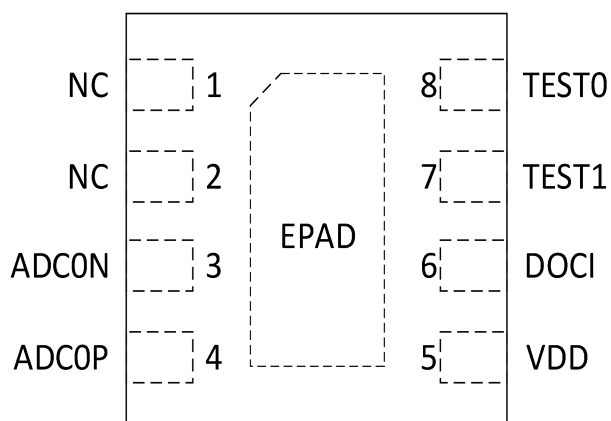 NC 1 8 TEST0
NC 2 7 TEST1
EPAD
ADC0N 3 6 DOCI
ADC0P 4 5 VDD